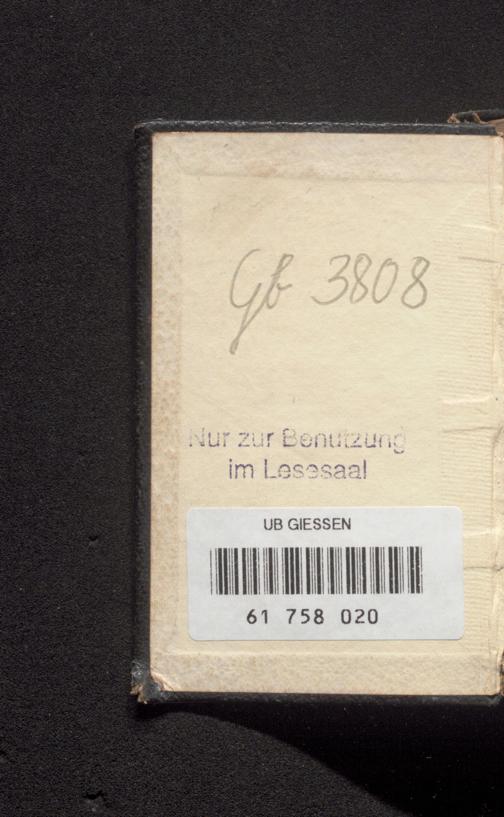 Gb 3808
Nur zur Benutzung
im Lesesaal
UB GIESSEN
61 758 020